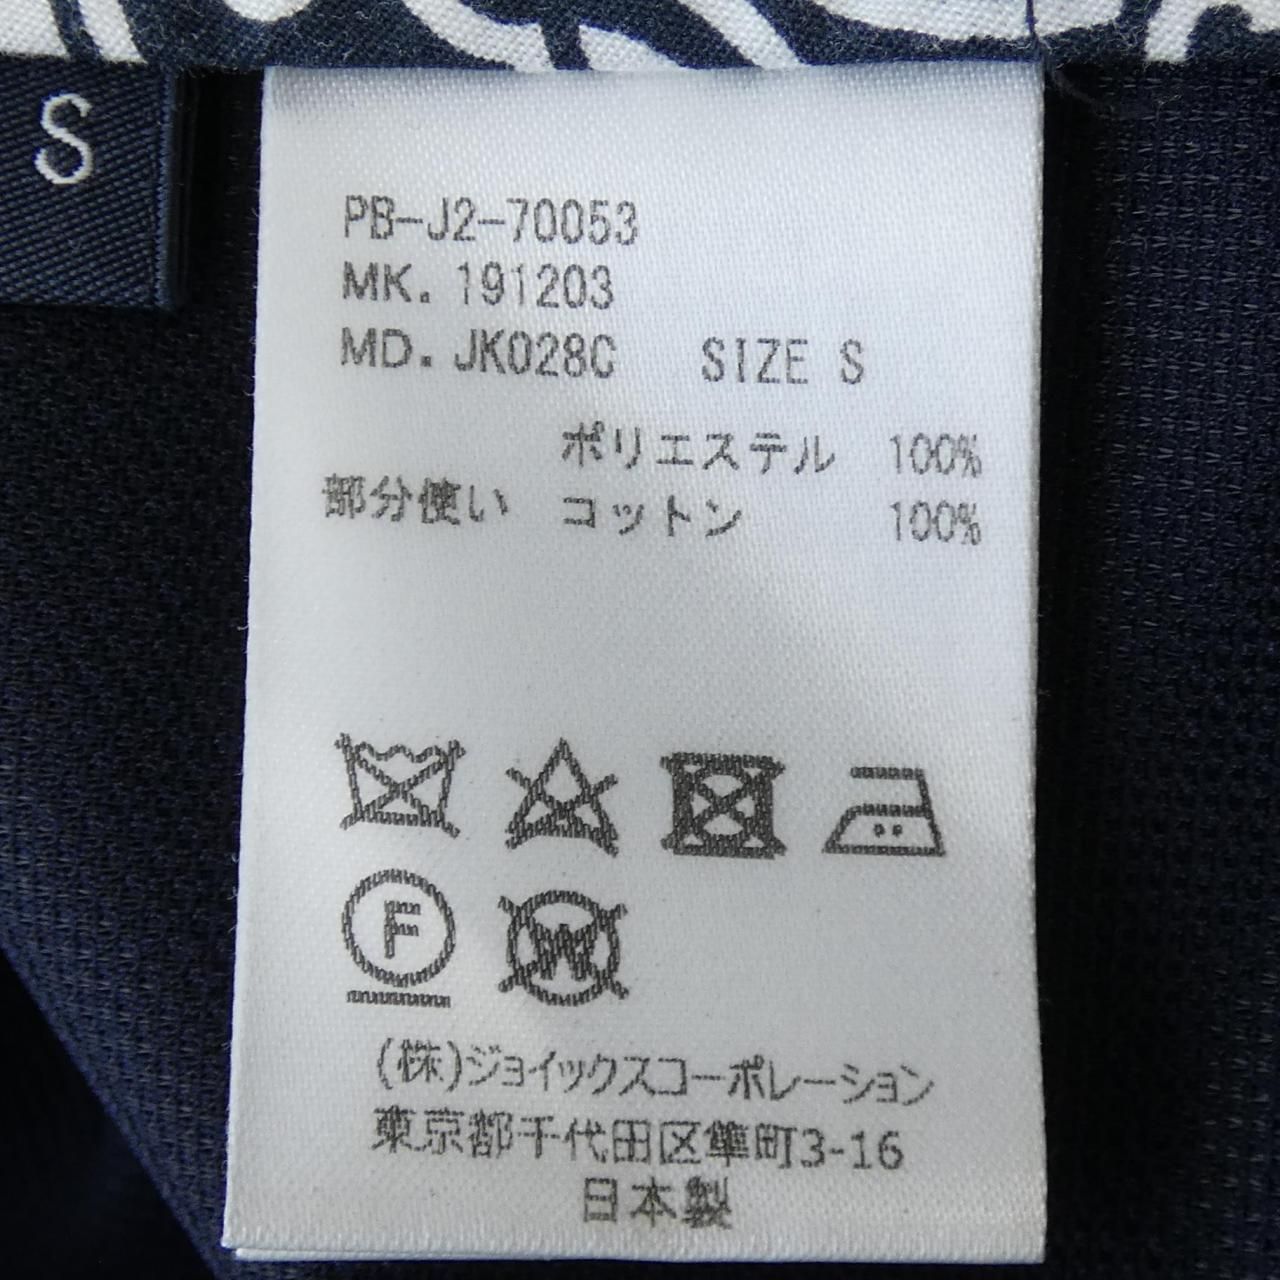 S
PB-J2-70053
MK. 191203
MD. JK028G SIZE S
ポリエステル 100%
部分使い コットン 100%
F
W
(株)ジョイックスコーポレーション
東京都千代田区隼町3-16
日本製